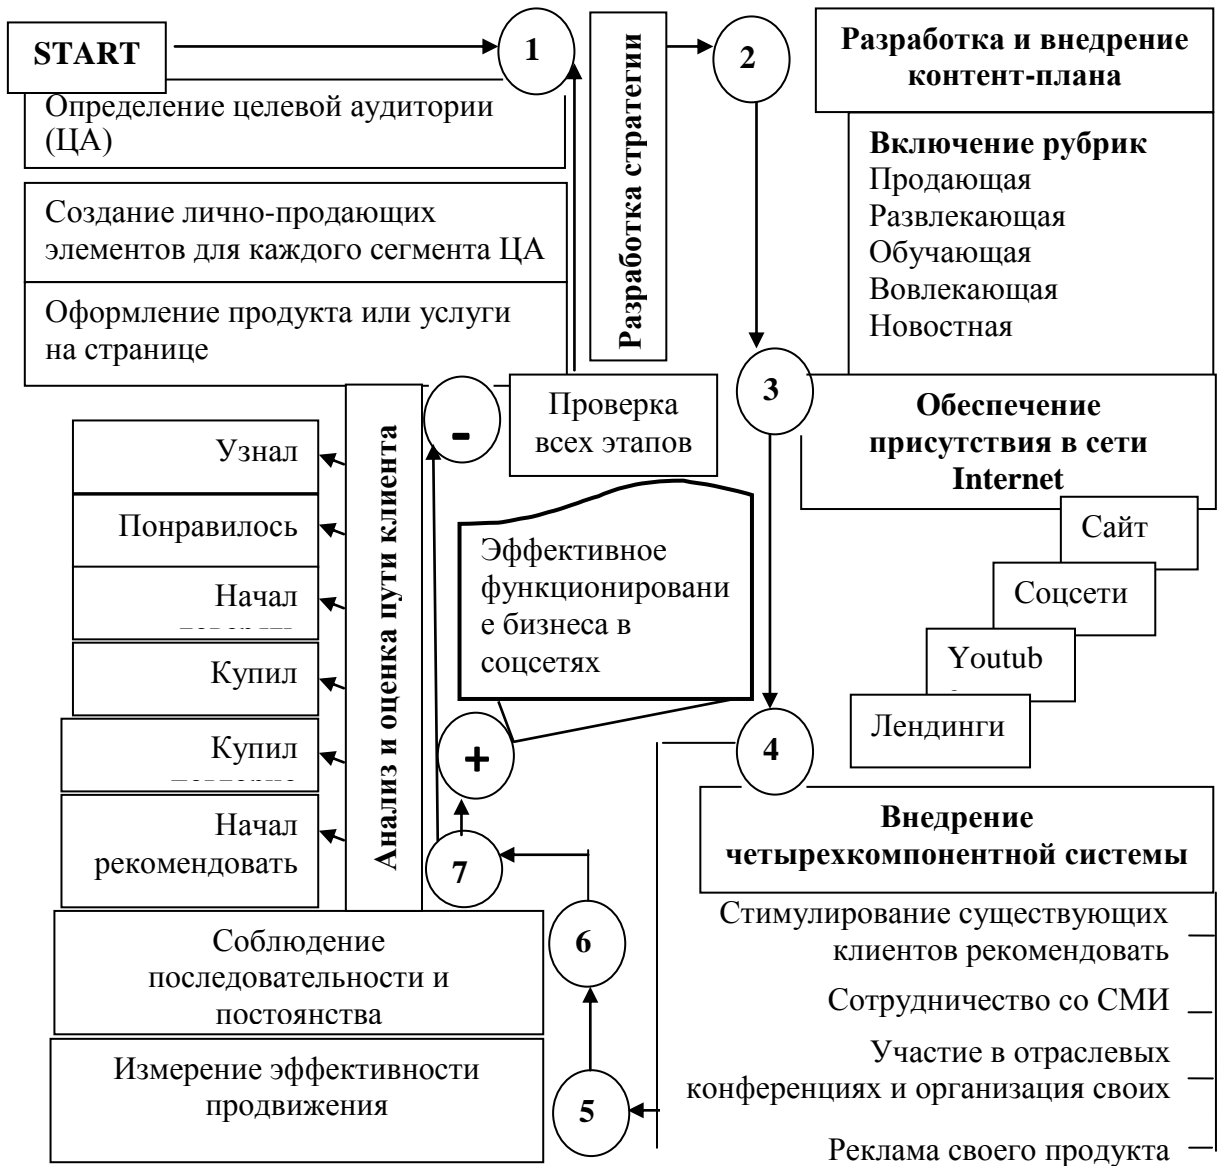 START
1
Разработка стратегии
2
Разработка и внедрение
контент-плана
Определение целевой аудитории
(ЦА)
Создание лично-продающих
элементов для каждого сегмента ЦА
Оформление продукта или услуги
на странице
Включение рубрик
Продающая
Развлекающая
Обучающая
Вовлекающая
Новостная
3
Обеспечение
присутствия в сети
Internet
Сайт
Соцсети
Youtub
Лендинги
-
Проверка
всех этапов
Анализ и оценка пути клиента
Узнал
Понравилось
Начал
Купил
Купил
Начал
рекомендовать
Эффективное
функционировани
е бизнеса в
соцсетях
+
4
Внедрение
четырехкомпонентной системы
Стимулирование существующих
клиентов рекомендовать
Сотрудничество со СМИ
Участие в отраслевых
конференциях и организация своих
Реклама своего продукта
7
6
5
Соблюдение
последовательности и
постоянства
Измерение эффективности
продвижения